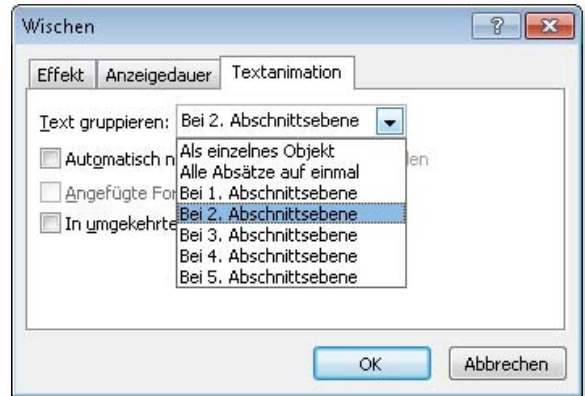 Wischen
Effekt Anzeigedauer Textanimation
Text gruppieren: Bei 2. Abschnittsebene
Als einzelnes Objekt
Automatisch n en
Alle Absätze auf einmal
Angefügte For
Bei 1. Abschnittsebene
Bei 2. Abschnittsebene
In umgekehrte
Bei 3. Abschnittsebene
Bei 4. Abschnittsebene
Bei 5. Abschnittsebene
OK Abbrechen